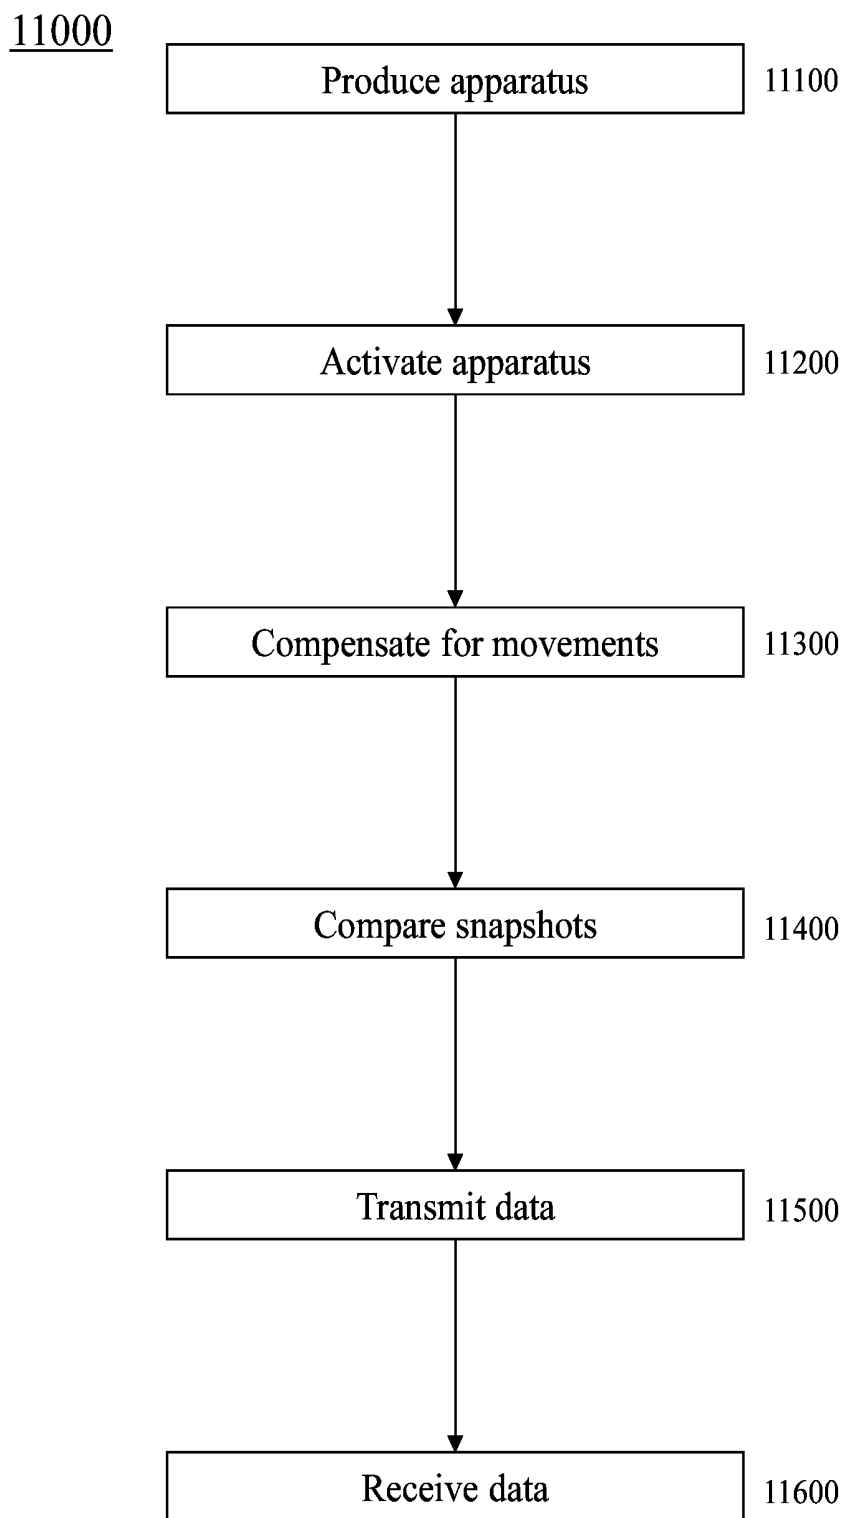 11000
Produce apparatus 11100
Activate apparatus 11200
Compensate for movements 11300
Compare snapshots 11400
Transmit data 11500
Receive data 11600